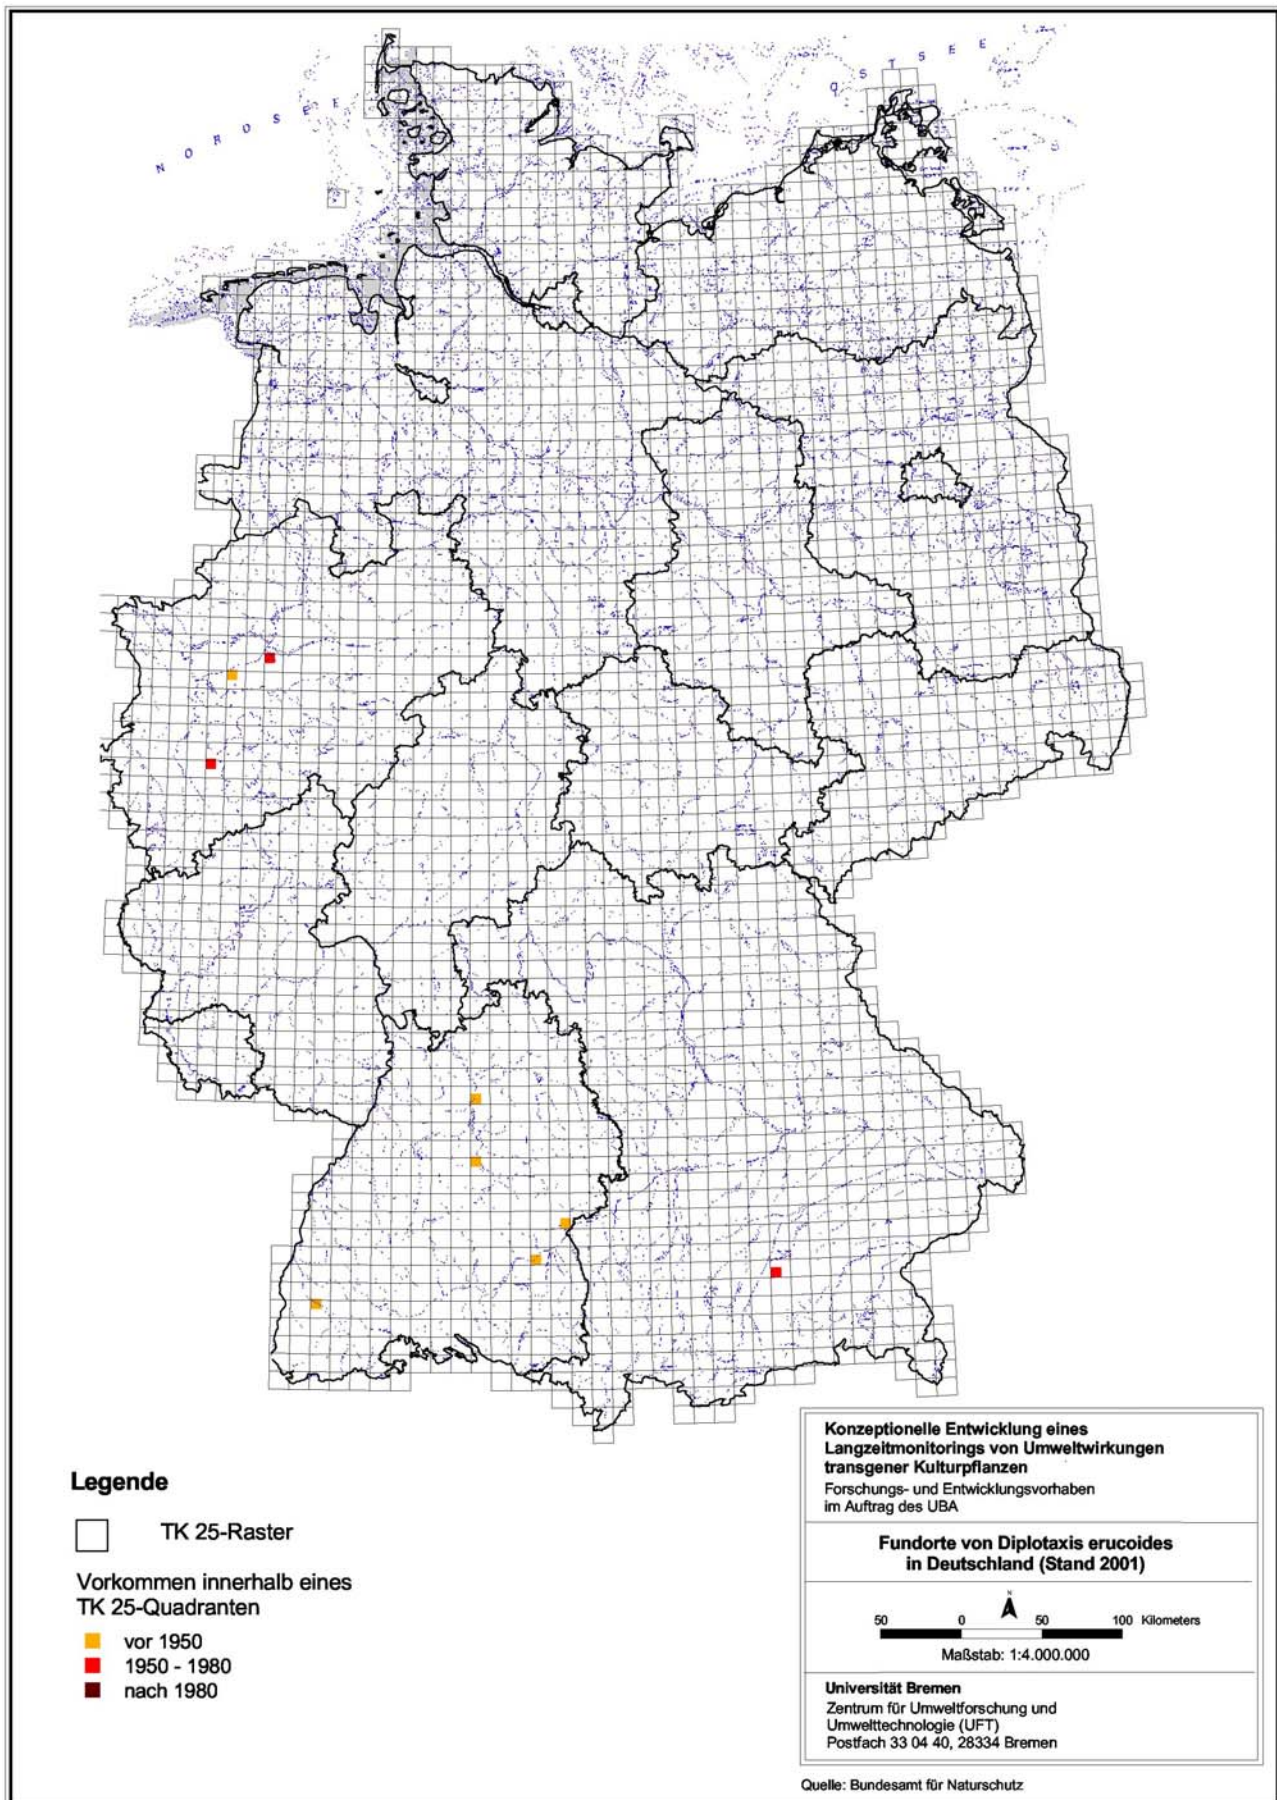 N O R D S E E
O S T S E E
Legende
TK 25-Raster
Vorkommen innerhalb eines
TK 25-Quadranten
vor 1950
1950 - 1980
nach 1980
Konzeptionelle Entwicklung eines
Langzeitmonitorings von Umweltwirkungen
transgener Kulturpflanzen
Forschungs- und Entwicklungsvorhaben
im Auftrag des UBA
Fundorte von Diplotaxis erucoides
in Deutschland (Stand 2001)
N
50 0 50 100 Kilometers
Maßstab: 1:4.000.000
Universität Bremen
Zentrum für Umweltforschung und
Umwelttechnologie (UFT)
Postfach 33 04 40, 28334 Bremen
Quelle: Bundesamt für Naturschutz